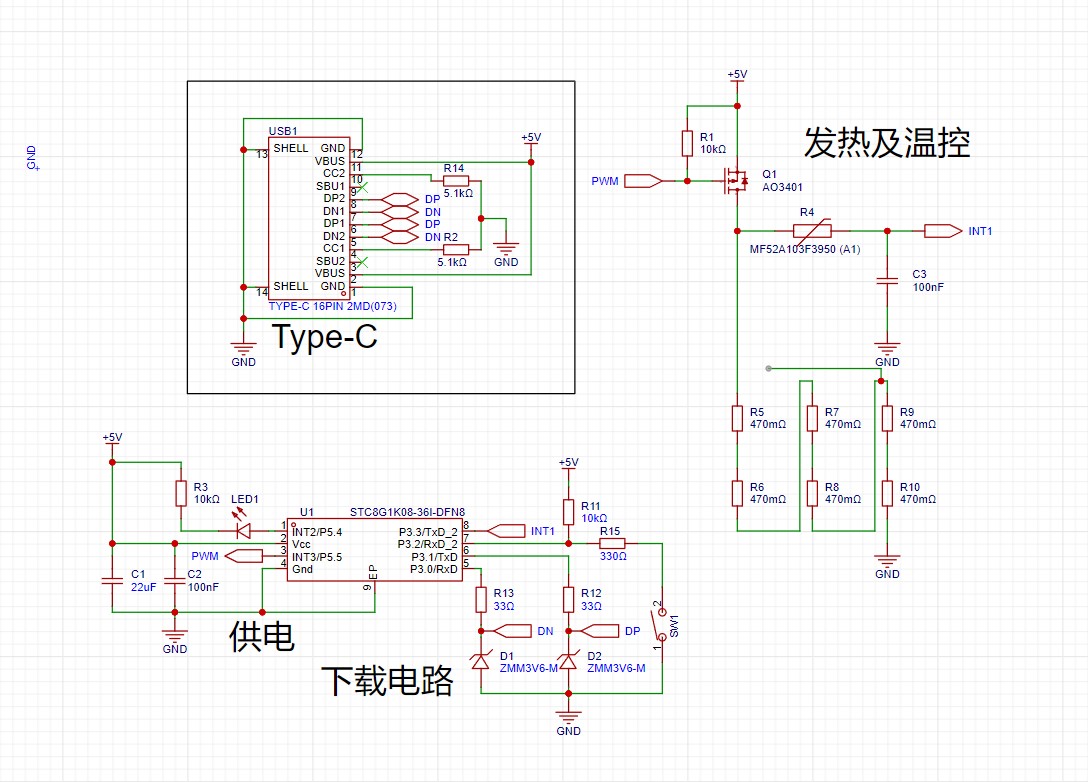 GND
USB1
SHELL
GND
13
12
VBUS
11
CC2
10
SBU1
9
DP2
8
DN1
7
DP1
6
DN2
5
CC1
4
SBU2
3
VBUS
2
SHELL
GND
14
1
TYPE-C 16PIN 2MD(073)
DP
DN
DP
DN
R14
5.1kΩ
R2
5.1kΩ
+5V
GND
GND
Type-C
+5V
R1
10kΩ
PWM
Q1
AO3401
发热及温控
R4
MF52A103F3950 (A1)
INT1
C3
100nF
GND
R5
470mΩ
R7
470mΩ
R9
470mΩ
R6
470mΩ
R8
470mΩ
R10
470mΩ
GND
+5V
R3
10kΩ
LED1
U1
STC8G1K08-36I-DFN8
1
INT2/P5.4
2
Vcc
3
INT3/P5.5
4
Gnd
P3.3/TxD_2
8
P3.2/RxD_2
7
P3.1/TxD
6
P3.0/RxD
5
EP
9
PWM
C1
22uF
C2
100nF
GND
供电
INT1
+5V
R11
10kΩ
R15
330Ω
R13
33Ω
R12
33Ω
DN
DP
D1
ZMM3V6-M
D2
ZMM3V6-M
2
SW1
1
GND
下载电路